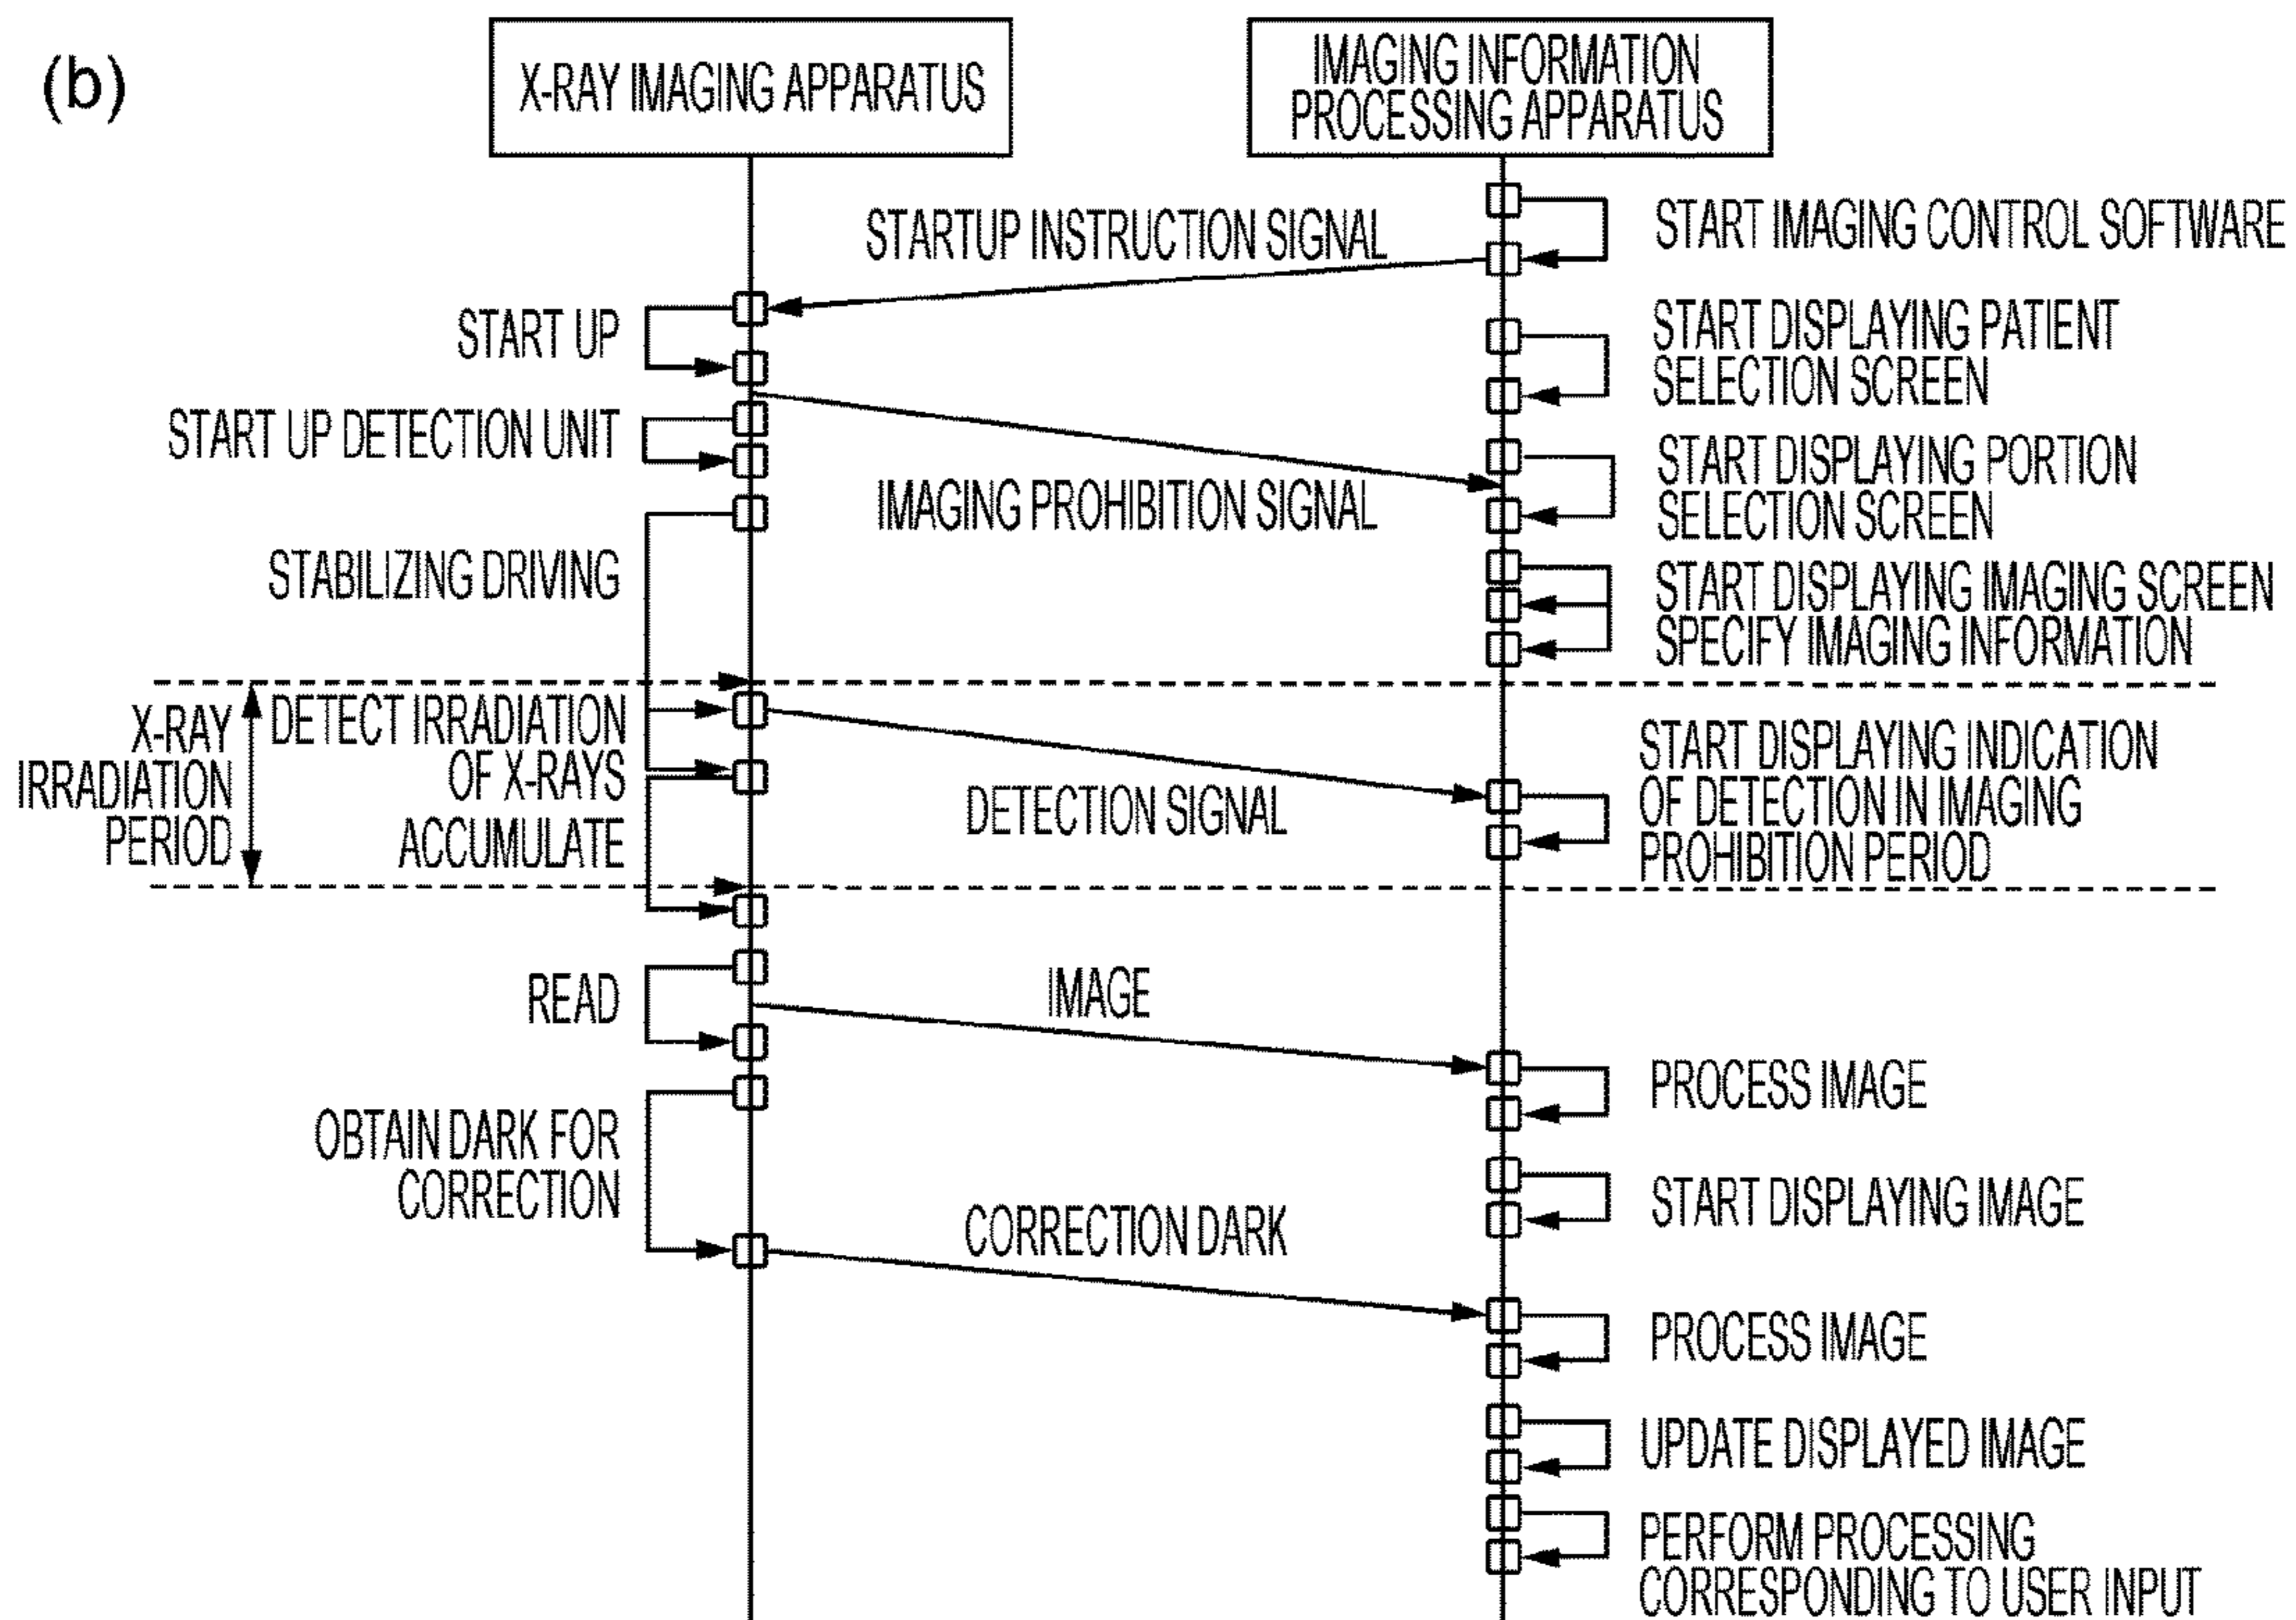 (b)
X-RAY IMAGING APPARATUS
IMAGING INFORMATION
PROCESSING APPARATUS
START IMAGING CONTROL SOFTWARE
STARTUP INSTRUCTION SIGNAL
START UP
START DISPLAYING PATIENT
SELECTION SCREEN
START UP DETECTION UNIT
IMAGING PROHIBITION SIGNAL
START DISPLAYING PORTION
SELECTION SCREEN
STABILIZING DRIVING
START DISPLAYING IMAGING SCREEN
SPECIFY IMAGING INFORMATION
X-RAY
IRRADIATION
PERIOD
DETECT IRRADIATION
OF X-RAYS
ACCUMULATE
DETECTION SIGNAL
START DISPLAYING INDICATION
OF DETECTION IN IMAGING
PROHIBITION PERIOD
READ
IMAGE
PROCESS IMAGE
OBTAIN DARK FOR
CORRECTION
START DISPLAYING IMAGE
CORRECTION DARK
PROCESS IMAGE
UPDATE DISPLAYED IMAGE
PERFORM PROCESSING
CORRESPONDING TO USER INPUT